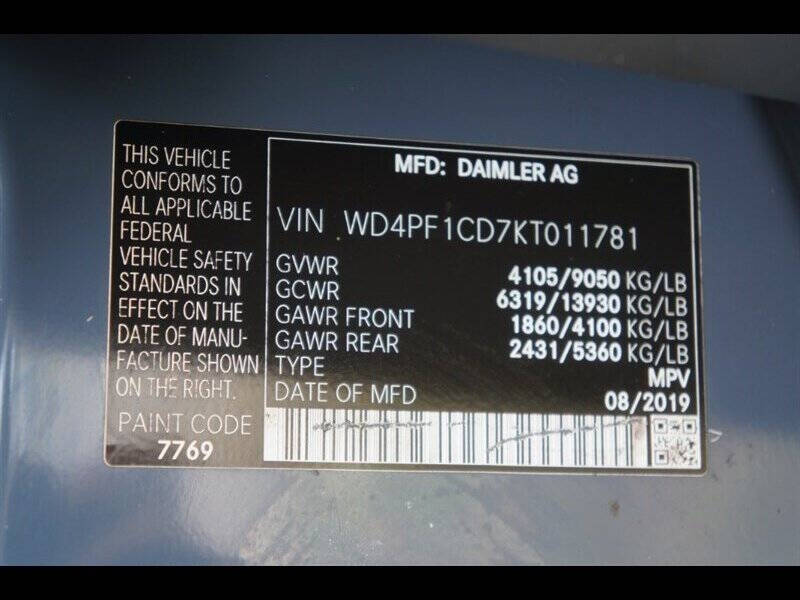 THIS VEHICLE
CONFORMS TO
ALL APPLICABLE
FEDERAL
VEHICLE SAFETY
STANDARDS IN
EFFECT ON THE
DATE OF MANU-
FACTURE SHOWN
ON THE RIGHT.
PAINT CODE
7769
MFD: DAIMLER AG
VIN WD4PF1CD7KT011781
GVWR 4105/9050 KG/LB
GCWR 6319/13930 KG/LB
GAWR FRONT 1860/4100 KG/LB
GAWR REAR 2431/5360 KG/LB
TYPE MPV
DATE OF MFD 08/2019